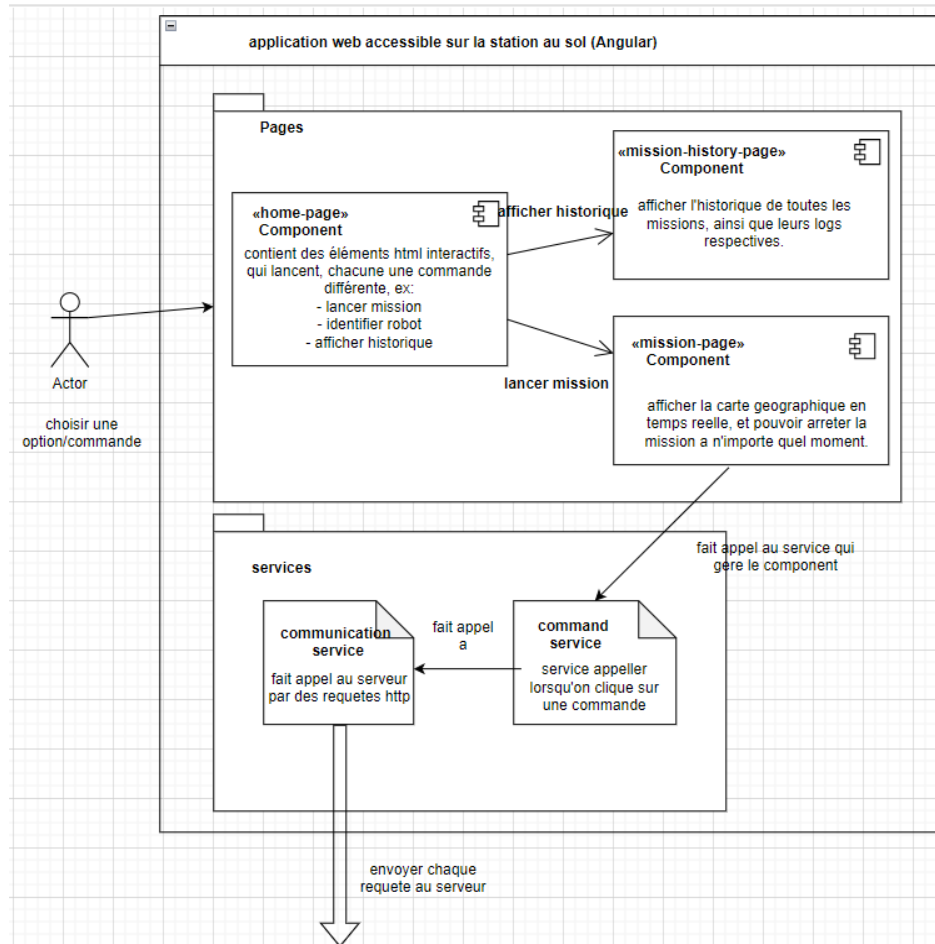 application web accessible sur la station au sol (Angular)
Pages
«home-page»
Component
contient des éléments html interactifs,
qui lancent, chacune une commande
différente, ex:
- lancer mission
- identifier robot
- afficher historique
afficher historique
«mission-history-page»
Component
afficher l'historique de toutes les
missions, ainsi que leurs logs
respectives.
lancer mission
«mission-page»
Component
afficher la carte geographique en
temps reelle, et pouvoir arreter la
mission a n'importe quel moment.
Actor
choisir une
option/commande
fait appel au service qui
gere le component
services
communication
service
fait appel au serveur
par des requetes http
fait appel
a
command
service
service appeller
lorsqu'on clique sur
une commande
envoyer chaque
requete au serveur